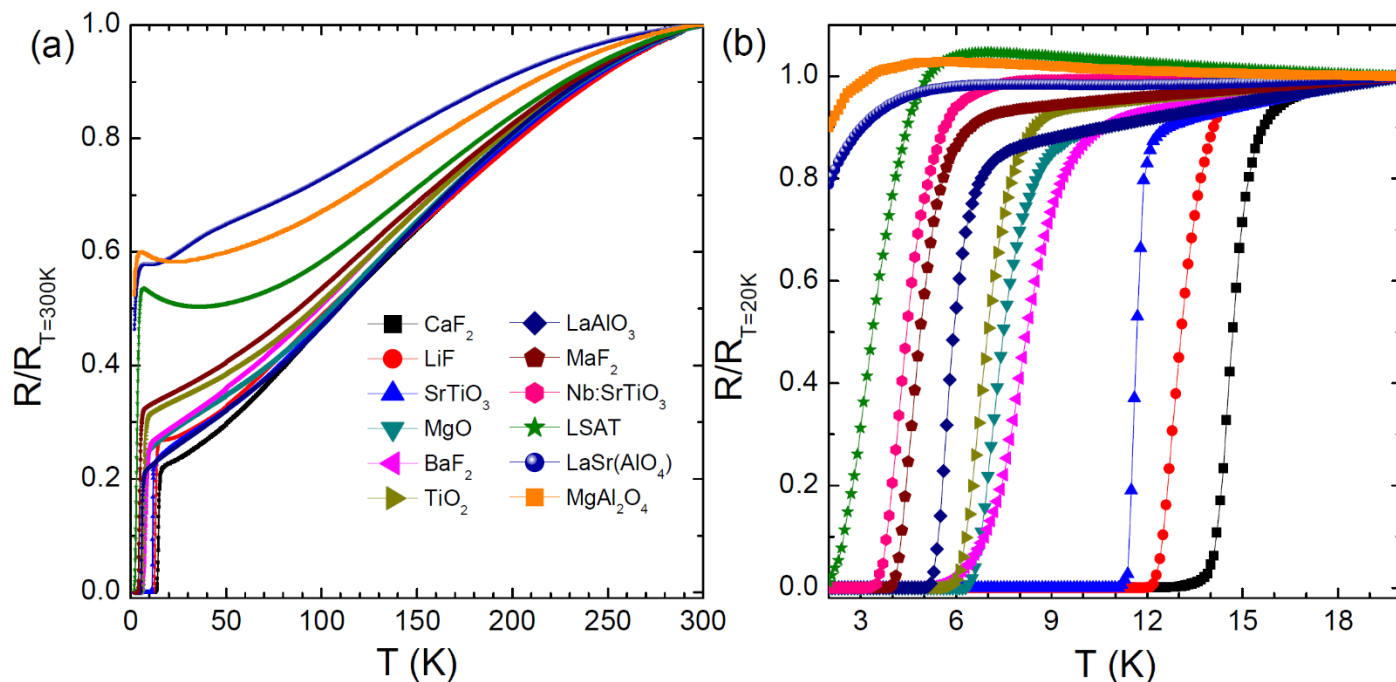 (a)
R/R_{T=300K}
1.0
0.8
0.6
0.4
0.2
0.0
CaF₂
LiF
SrTiO₃
MgO
BaF₂
TiO₂
LaAlO₃
MaF₂
Nb:SrTiO₃
LSAT
LaSr(AlO₄)
MgAl₂O₄
0 50 100 150 200 250 300
T (K)
(b)
R/R_{T=20K}
1.0
0.8
0.6
0.4
0.2
0.0
3 6 9 12 15 18
T (K)